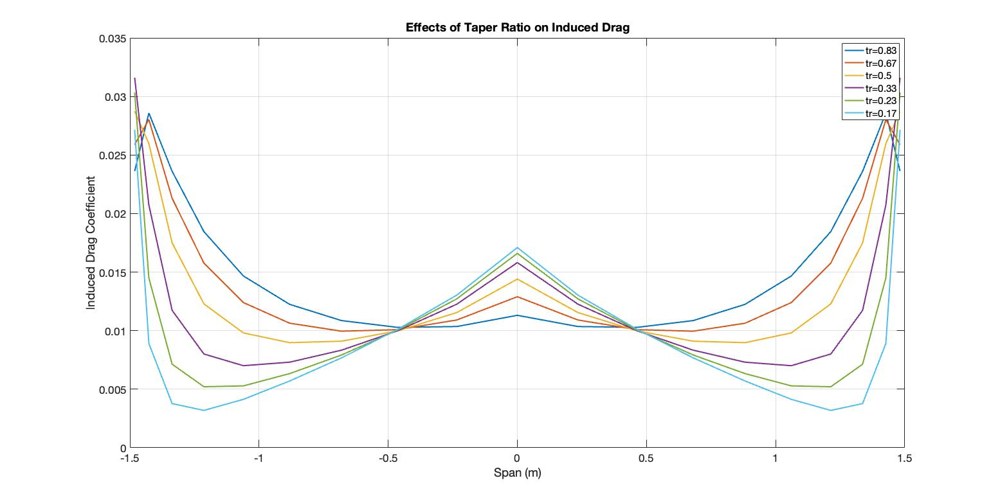 Effects of Taper Ratio on Induced Drag
0.035
0.03
0.025
0.02
0.015
0.01
0.005
0
Induced Drag Coefficient
tr=0.83
tr=0.67
tr=0.5
tr=0.33
tr=0.23
tr=0.17
-1.5 -1 -0.5 0 0.5 1 1.5
Span (m)